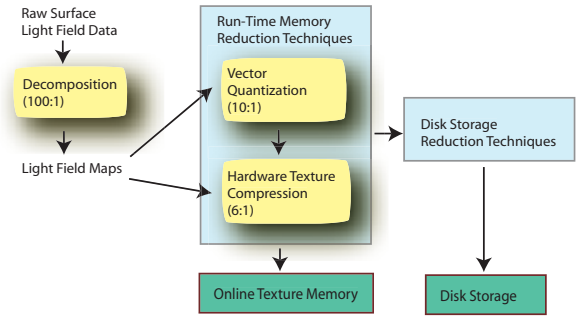 Raw Surface
Light Field Data
Decomposition
(100:1)
Light Field Maps
Run-Time Memory
Reduction Techniques
Vector
Quantization
(10:1)
Hardware Texture
Compression
(6:1)
Online Texture Memory
Disk Storage
Reduction Techniques
Disk Storage